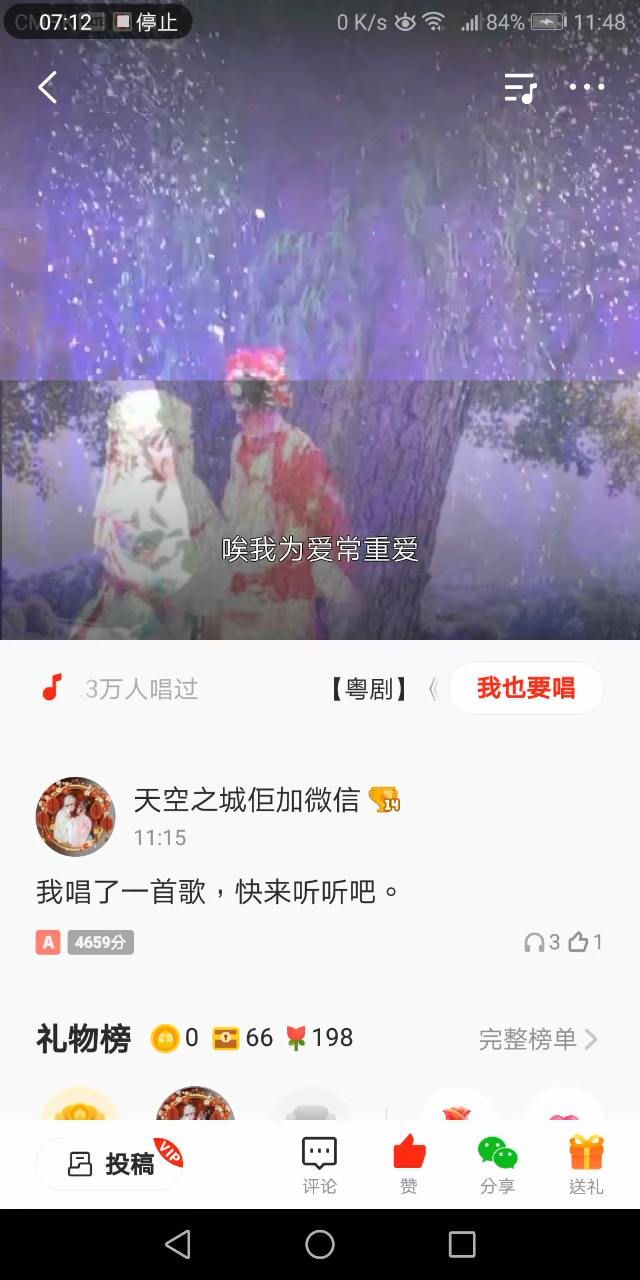 07:12 停止 0 K/s 84% 11:48
唉我为爱常重爱
.3万人唱过 【粤剧】《 我也要唱
天空之城佢加微信 14
11:15
我唱了一首歌，快来听听吧。
A 4659分 3 1
礼物榜 0 66 198 完整榜单
投稿 VIP 评论 赞 分享 送礼